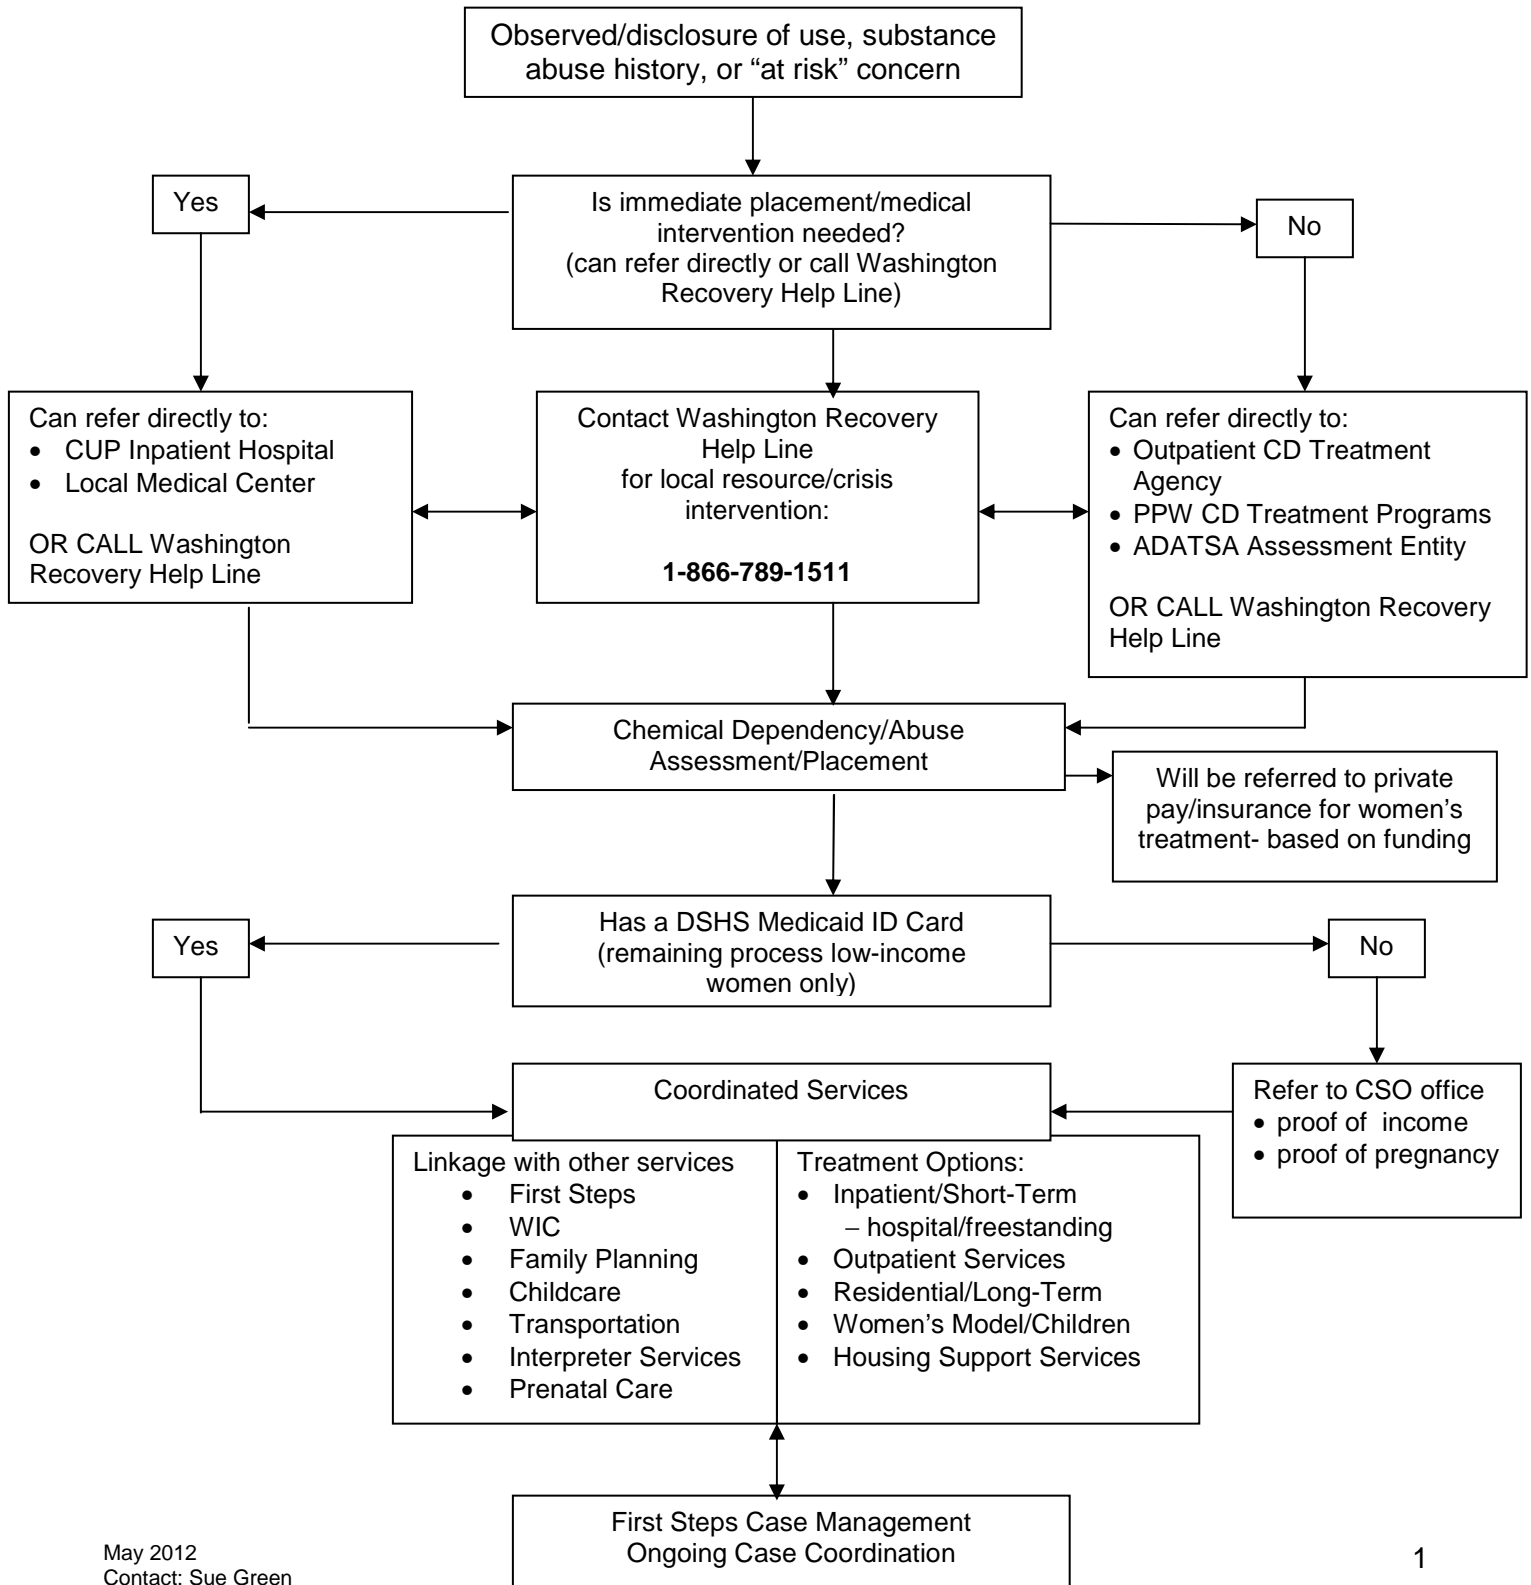 Observed/disclosure of use, substance
abuse history, or “at risk” concern
Yes
Is immediate placement/medical
intervention needed?
(can refer directly or call Washington
Recovery Help Line)
No
Can refer directly to:
• CUP Inpatient Hospital
• Local Medical Center
OR CALL Washington
Recovery Help Line
Contact Washington Recovery
Help Line
for local resource/crisis
intervention:
1-866-789-1511
Can refer directly to:
• Outpatient CD Treatment
Agency
• PPW CD Treatment Programs
• ADATSA Assessment Entity
OR CALL Washington Recovery
Help Line
Chemical Dependency/Abuse
Assessment/Placement
Will be referred to private
pay/insurance for women’s
treatment- based on funding
Yes
Has a DSHS Medicaid ID Card
(remaining process low-income
women only)
No
Coordinated Services
Refer to CSO office
• proof of income
• proof of pregnancy
Linkage with other services
• First Steps
• WIC
• Family Planning
• Childcare
• Transportation
• Interpreter Services
• Prenatal Care
Treatment Options:
• Inpatient/Short-Term
– hospital/freestanding
• Outpatient Services
• Residential/Long-Term
• Women’s Model/Children
• Housing Support Services
First Steps Case Management
Ongoing Case Coordination
May 2012
Contact: Sue Green
1